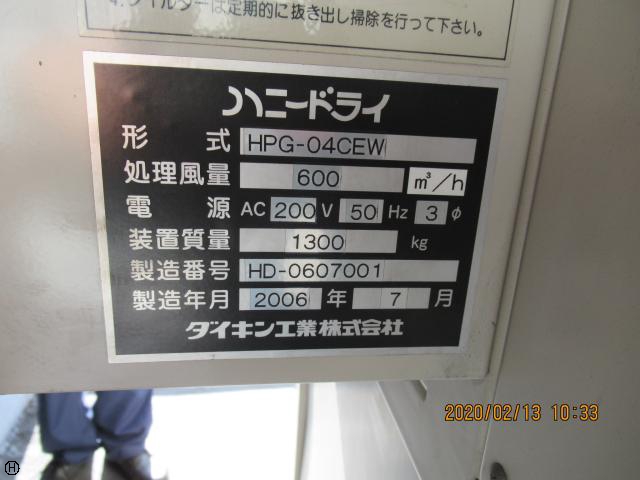 4.フィルターは定期的に抜き出し掃除を行って下さい。
ハニードライ
形 式 HPG-04CEW
処理風量 600 m³/h
電 源 AC 200 V 50 Hz 3 φ
装置質量 1300 kg
製造番号 HD-0607001
製造年月 2006 年 7 月
ダイキン工業株式会社
2020/02/13 10:33
H